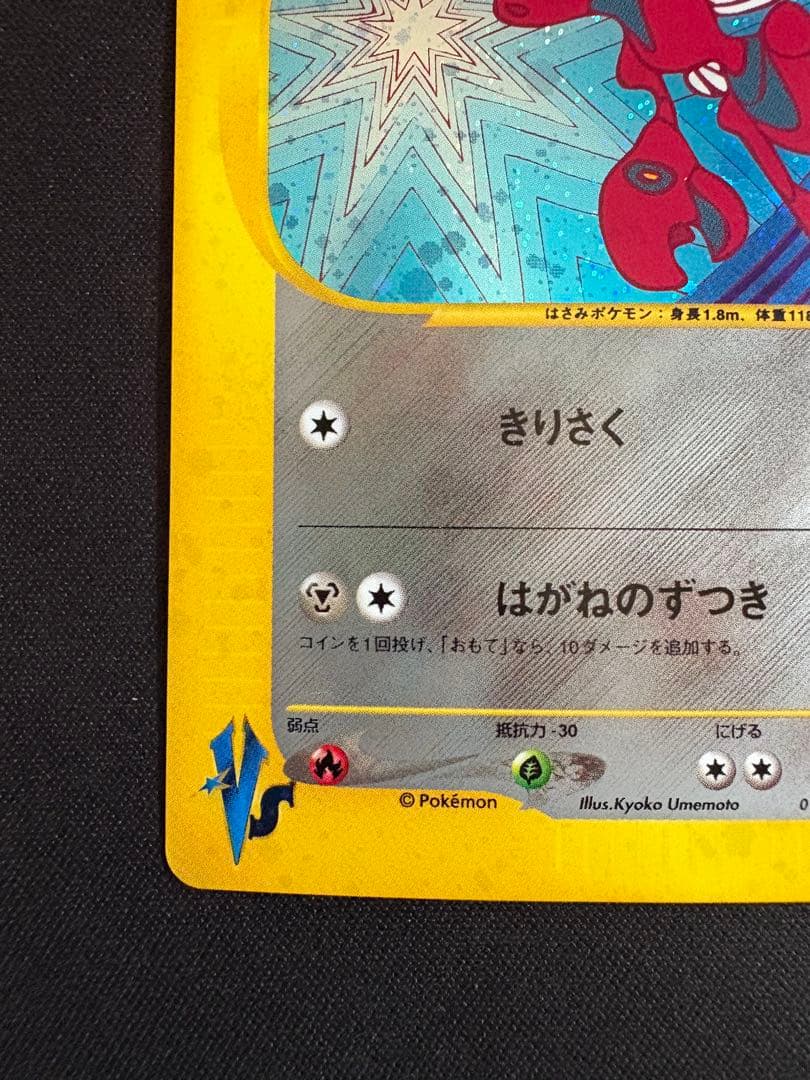 はさみポケモン：身長1.8m、体重118
きりさく
はがねのずつき
コインを1回投げ、「おもて」なら、10ダメージを追加する。
弱点 抵抗力 -30 にげる
VS
© Pokémon Illus.Kyoko Umemoto 0